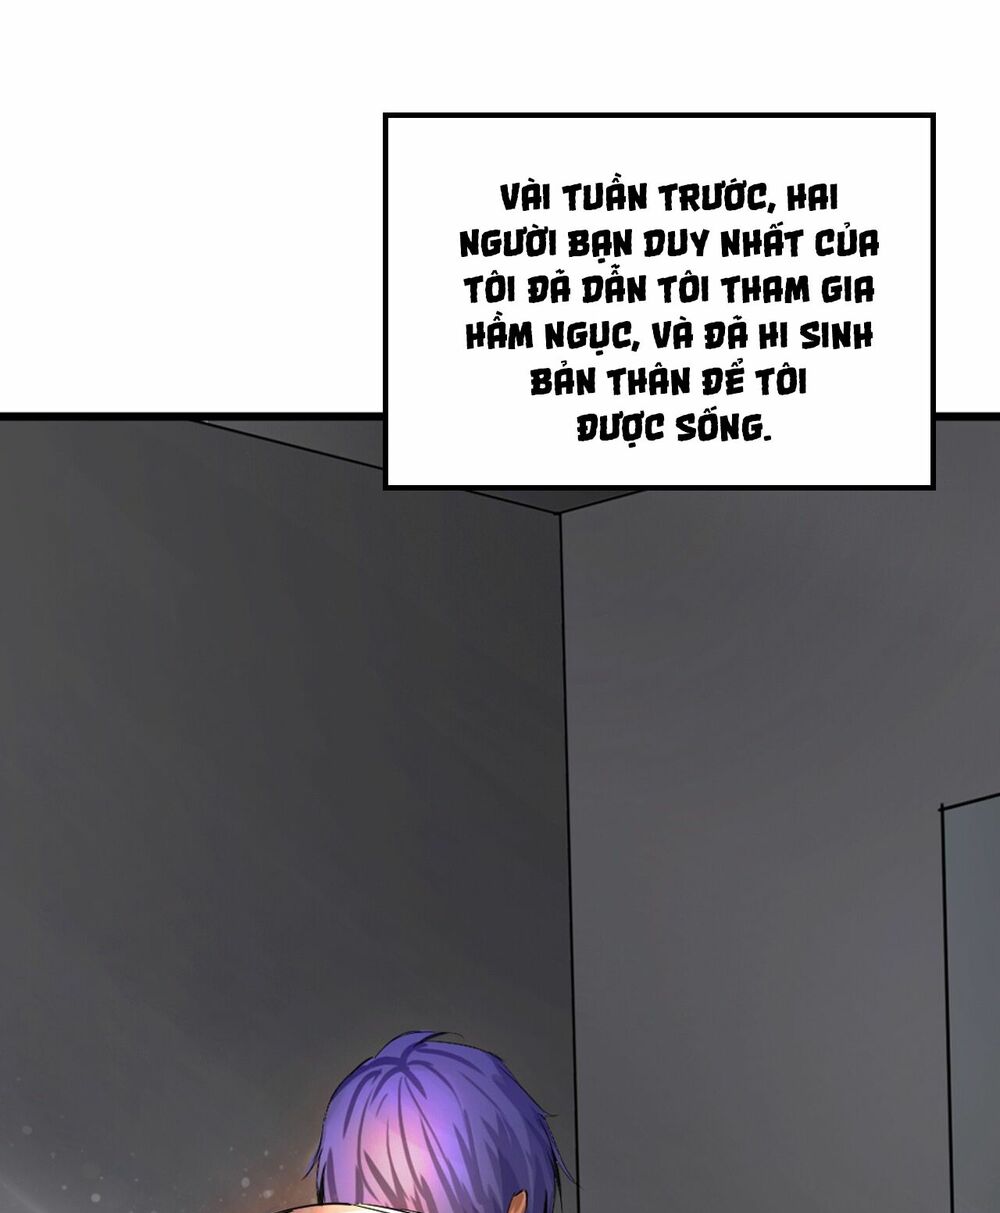 VÀI TUẦN TRƯỚC, HAI
NGƯỜI BẠN DUY NHẤT CỦA
TÔI ĐÃ DẪN TÔI THAM GIA
HẦM NGỤC, VÀ ĐÃ HI SINH
BẢN THÂN ĐỂ TÔI
ĐƯỢC SỐNG.